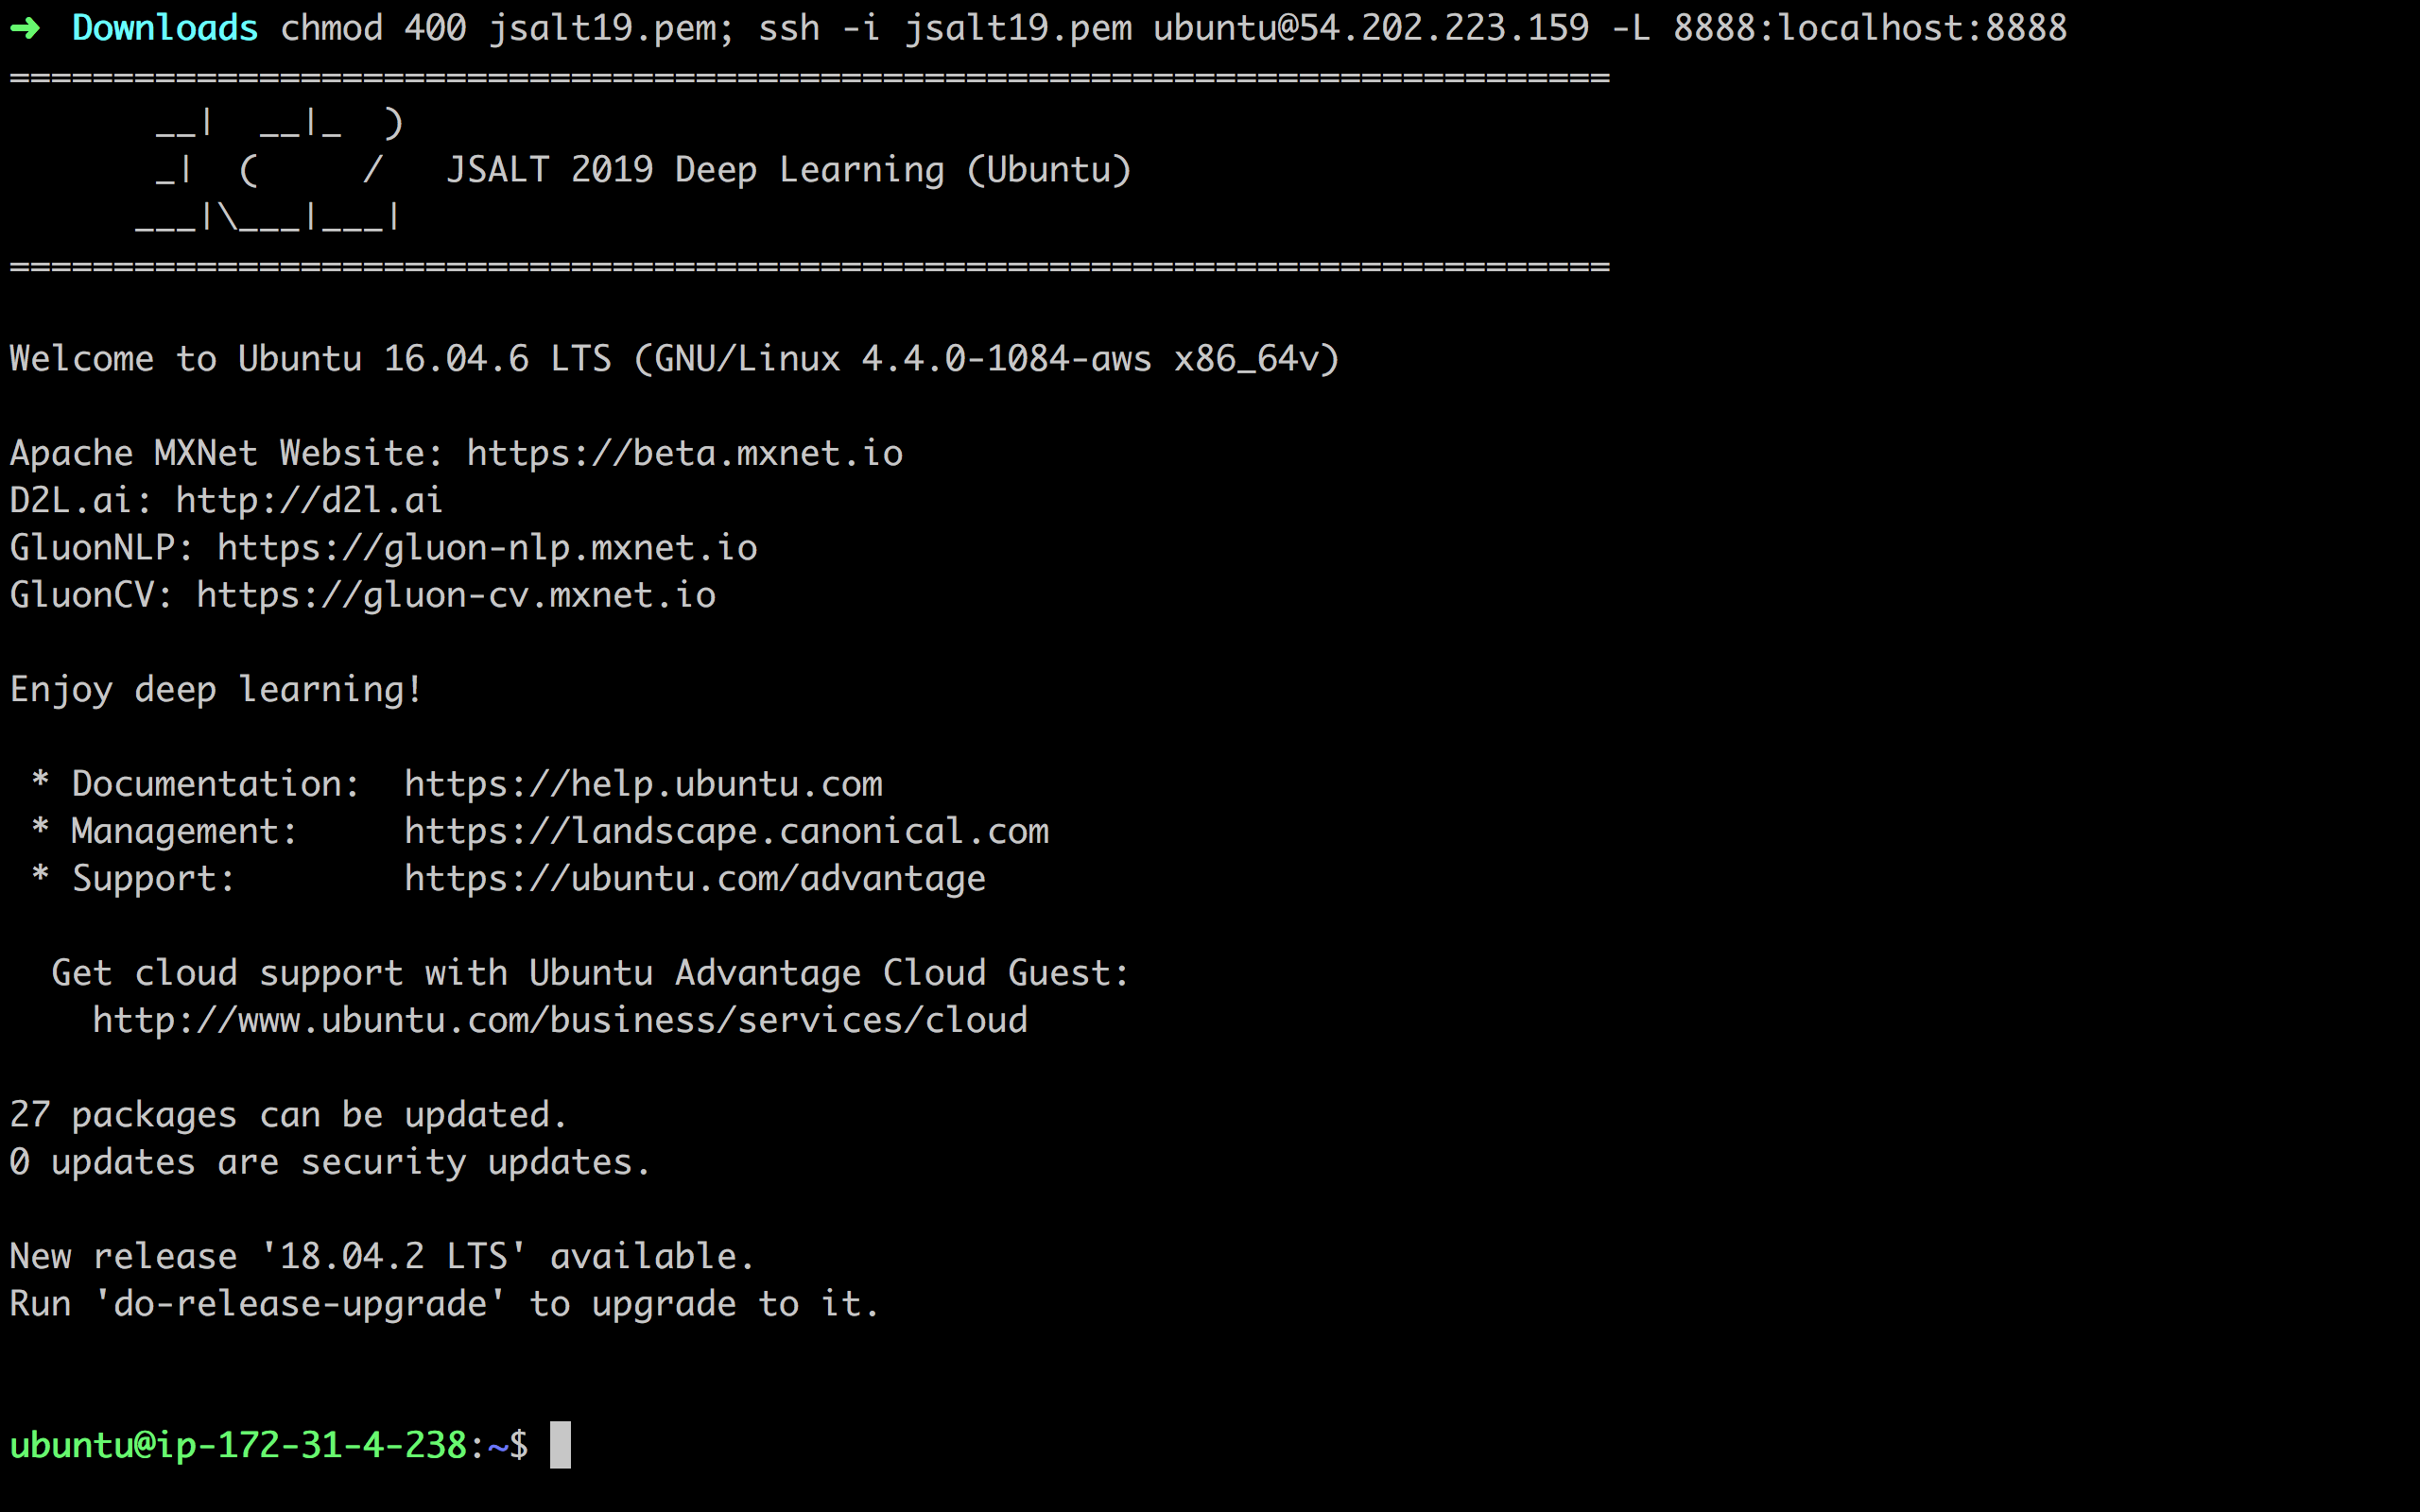 ➜  Downloads chmod 400 jsalt19.pem; ssh -i jsalt19.pem ubuntu@54.202.223.159 -L 8888:localhost:8888
=============================================================================
       __|  __|_  )
       _|  (     /   JSALT 2019 Deep Learning (Ubuntu)
      ___|\___|___|
=============================================================================

Welcome to Ubuntu 16.04.6 LTS (GNU/Linux 4.4.0-1084-aws x86_64v)

Apache MXNet Website: https://beta.mxnet.io
D2L.ai: http://d2l.ai
GluonNLP: https://gluon-nlp.mxnet.io
GluonCV: https://gluon-cv.mxnet.io

Enjoy deep learning!

 * Documentation:  https://help.ubuntu.com
 * Management:     https://landscape.canonical.com
 * Support:        https://ubuntu.com/advantage

  Get cloud support with Ubuntu Advantage Cloud Guest:
    http://www.ubuntu.com/business/services/cloud

27 packages can be updated.
0 updates are security updates.

New release '18.04.2 LTS' available.
Run 'do-release-upgrade' to upgrade to it.


ubuntu@ip-172-31-4-238:~$